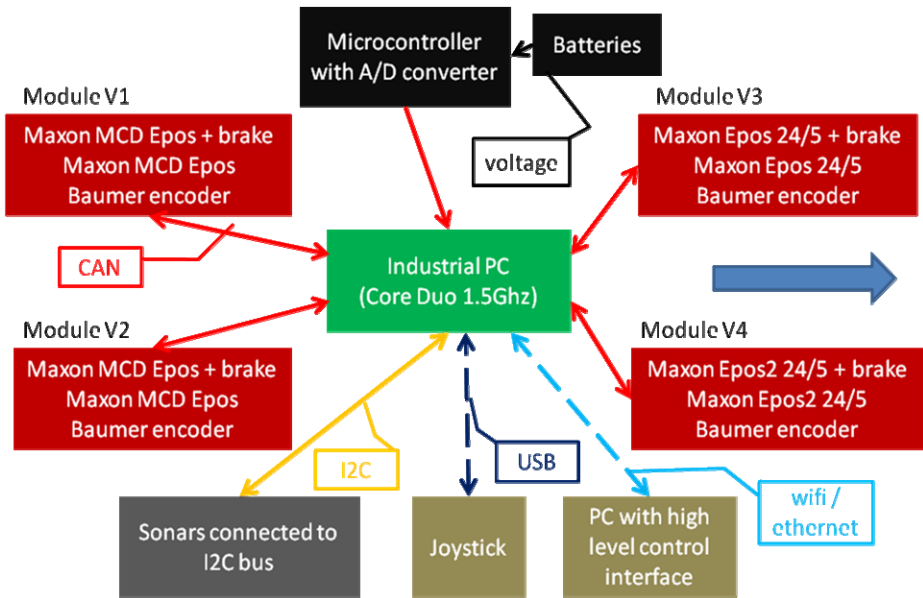 Microcontroller
with A/D converter
Batteries
Module V1
Maxon MCD Epos + brake
Maxon MCD Epos
Baumer encoder
voltage
Module V3
Maxon Epos 24/5 + brake
Maxon Epos 24/5
Baumer encoder
CAN
Industrial PC
(Core Duo 1.5Ghz)
Module V2
Maxon MCD Epos + brake
Maxon MCD Epos
Baumer encoder
Module V4
Maxon Epos2 24/5 + brake
Maxon Epos2 24/5
Baumer encoder
I2C
USB
wifi /
ethernet
Sonars connected to
I2C bus
Joystick
PC with high
level control
interface